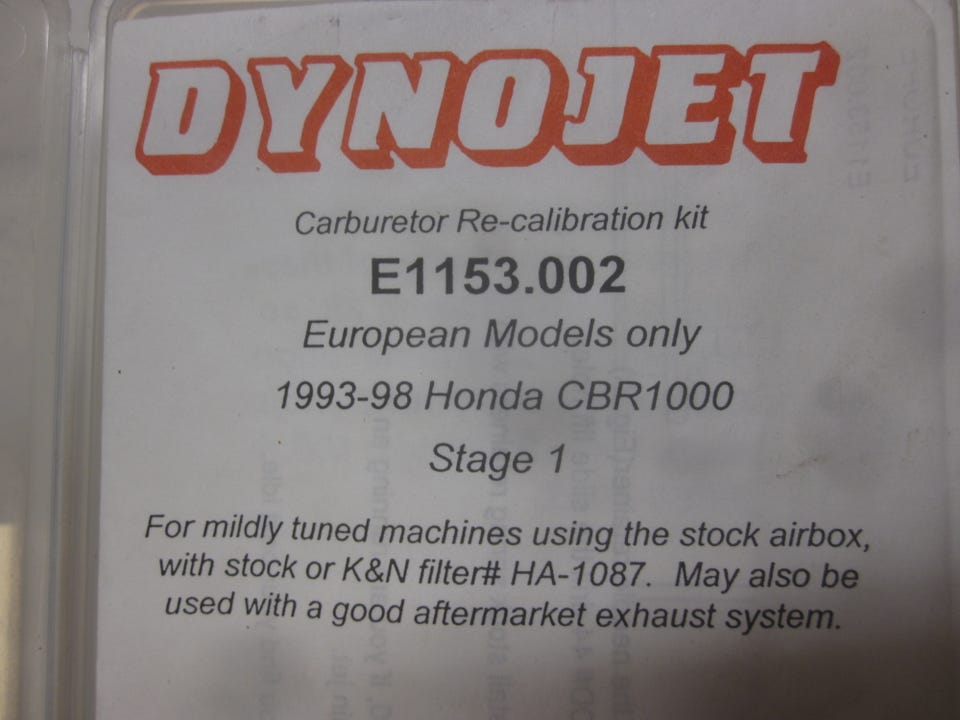 DYNOJET
Carburetor Re-calibration kit
E1153.002
European Models only
1993-98 Honda CBR1000
Stage 1
For mildly tuned machines using the stock airbox,
with stock or K&N filter# HA-1087. May also be
used with a good aftermarket exhaust system.